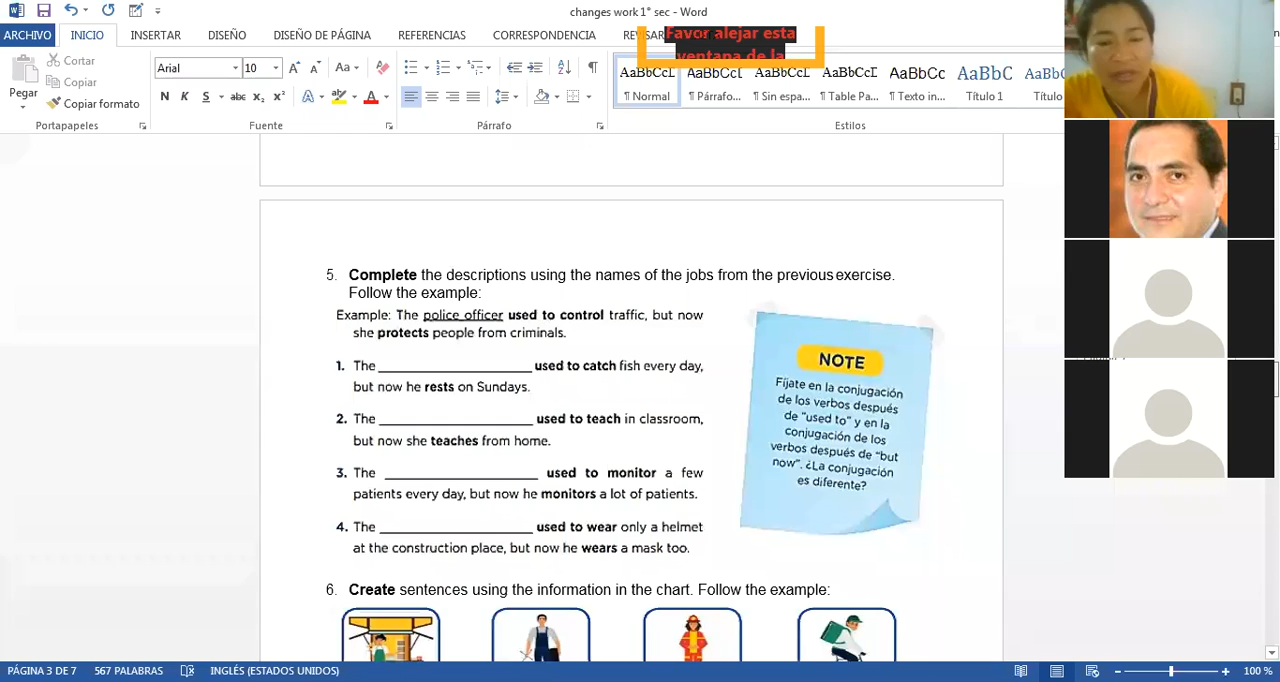 changes work 1° sec - Word
ARCHIVO INICIO INSERTAR DISEÑO DISEÑO DE PÁGINA REFERENCIAS CORRESPONDENCIA
Favor alejar esta
ventana de la
Pegar
Cortar
Copiar
Copiar formato
Portapapeles
Arial 10
N K S abc x₂ x²
Fuente
Párrafo
AaBbCcL AaBbCcL AaBbCcL AaBbCcI AaBbCc AaBbC AaBb
¶ Normal ¶ Párrafo... ¶ Sin espa... ¶ Table Pa... ¶ Texto in... Título 1 Título
Estilos
5. Complete the descriptions using the names of the jobs from the previous exercise.
Follow the example:
Example: The police officer used to control traffic, but now
she protects people from criminals.
1. The ____________________ used to catch fish every day,
but now he rests on Sundays.
2. The ____________________ used to teach in classroom,
but now she teaches from home.
3. The ____________________ used to monitor a few
patients every day, but now he monitors a lot of patients.
4. The ____________________ used to wear only a helmet
at the construction place, but now he wears a mask too.
NOTE
Fíjate en la conjugación
de los verbos después
de "used to" y en la
conjugación de los
verbos después de "but
now". ¿La conjugación
es diferente?
6. Create sentences using the information in the chart. Follow the example:
PÁGINA 3 DE 7 567 PALABRAS INGLÉS (ESTADOS UNIDOS) 100 %